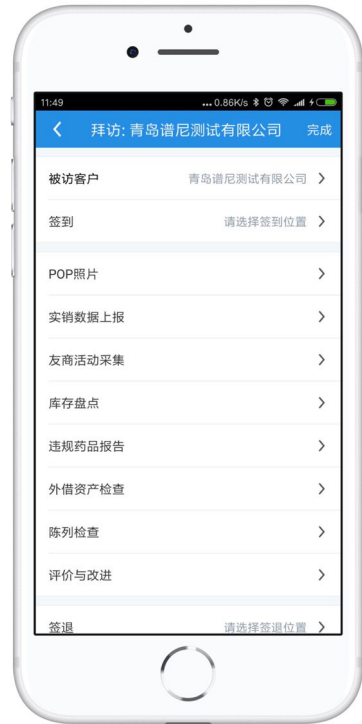 11:49 ... 0.86K/s
拜访: 青岛谱尼测试有限公司 完成
被访客户 青岛谱尼测试有限公司
签到 请选择签到位置
POP照片
实销数据上报
友商活动采集
库存盘点
违规药品报告
外借资产检查
陈列检查
评价与改进
签退 请选择签退位置